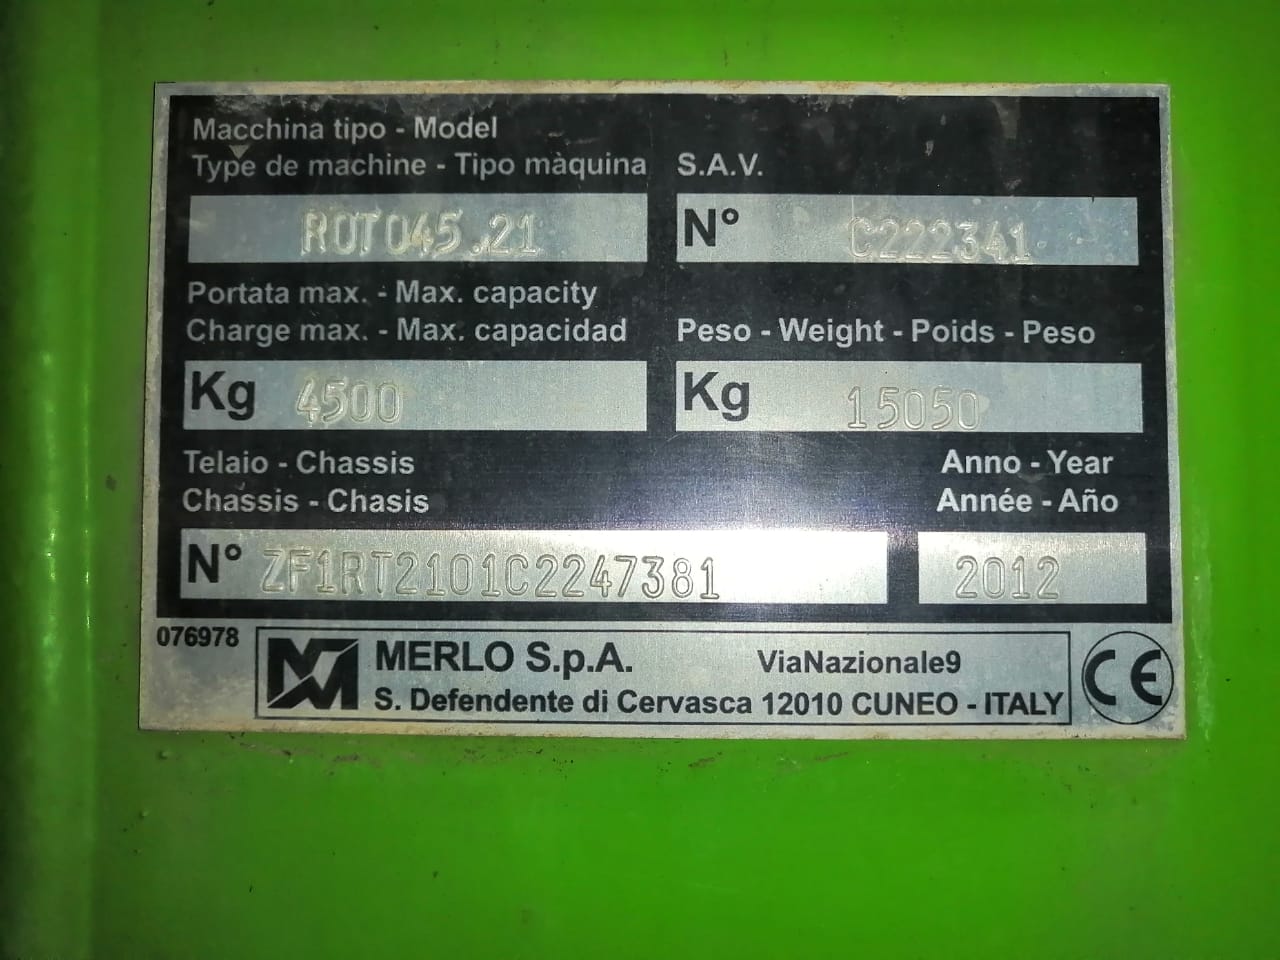 Macchina tipo - Model
Type de machine - Tipo màquina S.A.V.
ROTO45.21 N° C222341
Portata max. - Max. capacity
Charge max. - Max. capacidad Peso - Weight - Poids - Peso
Kg 4500 Kg 15050
Telaio - Chassis Anno - Year
Chassis - Chasis Année - Año
N° ZF1RT2101C2247381 2012
076978 MERLO S.p.A. ViaNazionale9 CE
S. Defendente di Cervasca 12010 CUNEO - ITALY